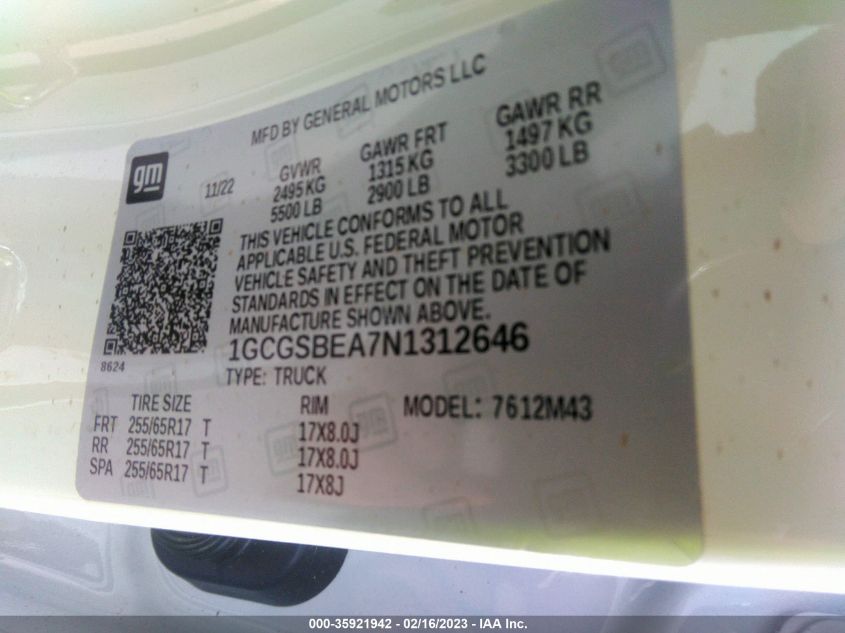 MFD BY GENERAL MOTORS LLC
gm
11/22 GVWR GAWR FRT GAWR RR
2495 KG 1315 KG 1497 KG
5500 LB 2900 LB 3300 LB
THIS VEHICLE CONFORMS TO ALL
APPLICABLE U.S. FEDERAL MOTOR
VEHICLE SAFETY AND THEFT PREVENTION
STANDARDS IN EFFECT ON THE DATE OF
MANUFACTURE SHOWN ABOVE.
8624 1GCGSBEA7N1312646
TYPE: TRUCK
TIRE SIZE RIM MODEL: 7612M43
FRT 255/65R17 T 17X8.0J
RR 255/65R17 T 17X8.0J
SPA 255/65R17 T 17X8J
000-35921942 - 02/16/2023 - IAA Inc.